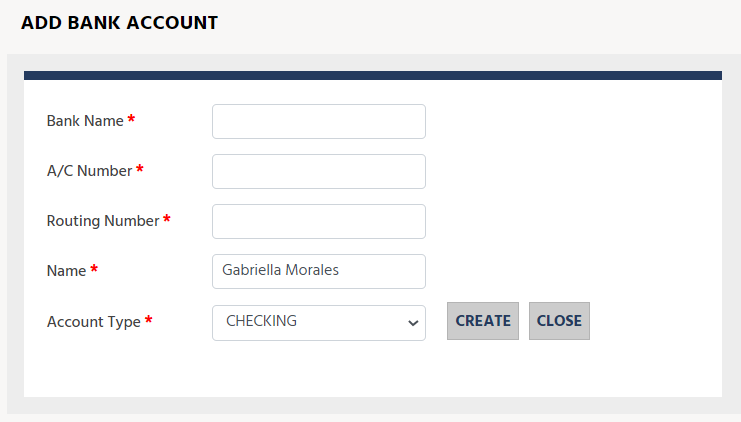 ADD BANK ACCOUNT
Bank Name *
A/C Number *
Routing Number *
Name * Gabriella Morales
Account Type * CHECKING CREATE CLOSE